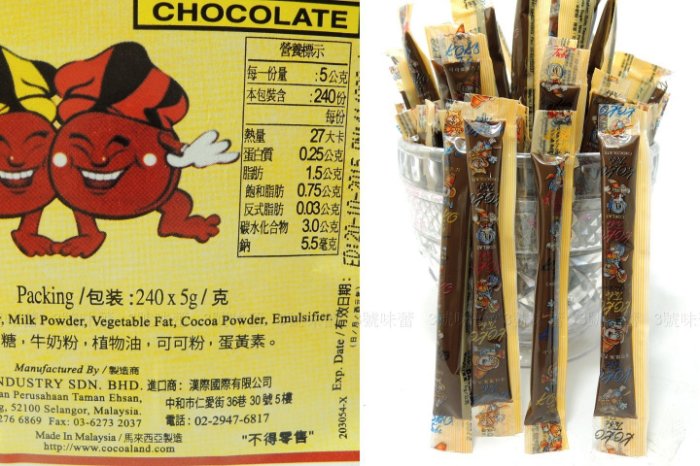 CHOCOLATE
營養標示
每一份量：5公克
本包裝含：240份
每份
熱量 27大卡
蛋白質 0.25公克
脂肪 1.5公克
飽和脂肪 0.75公克
反式脂肪 0.03公克
碳水化合物 3.0公克
鈉 5.5毫克
Packing /包装 : 240 x 5g / 克
Milk Powder, Vegetable Fat, Cocoa Powder, Emulsifier.
糖，牛奶粉，植物油，可可粉，蛋黃素。
Manufactured By / 製造商
INDUSTRY SDN. BHD. 進口商：漢際國際有限公司
an Perusahaan Taman Ehsan, 中和市仁愛街36巷30號5樓
g, 52100 Selangor, Malaysia. 電話：02-2947-6817
276 6869 Fax: 03-6273 2037
Made In Malaysia / 馬來西亞製造 "不得零售"
http://www.cocoaland.com
203054-X Exp. Date / 有效日期:
3號味蕾